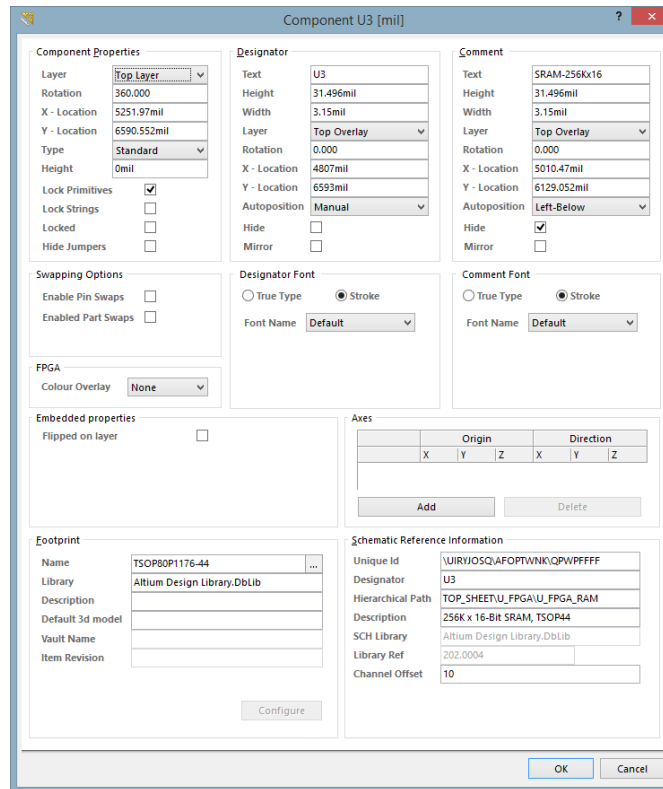 Component U3 [mil]
? ×
Component Properties
Layer Top Layer
Rotation 360.000
X - Location 5251.97mil
Y - Location 6590.552mil
Type Standard
Height 0mil
Lock Primitives
Lock Strings
Locked
Hide Jumpers
Designator
Text U3
Height 31.496mil
Width 3.15mil
Layer Top Overlay
Rotation 0.000
X - Location 4807mil
Y - Location 6593mil
Autoposition Manual
Hide
Mirror
Comment
Text SRAM-256Kx16
Height 31.496mil
Width 3.15mil
Layer Top Overlay
Rotation 0.000
X - Location 5010.47mil
Y - Location 6129.052mil
Autoposition Left-Below
Hide
Mirror
Swapping Options
Enable Pin Swaps
Enabled Part Swaps
Designator Font
True Type Stroke
Font Name Default
Comment Font
True Type Stroke
Font Name Default
FPGA
Colour Overlay None
Embedded properties
Flipped on layer
Axes
Origin Direction
X Y Z X Y Z
Add Delete
Footprint
Name TSOP80P1176-44 ...
Library Altium Design Library.DbLib
Description
Default 3d model
Vault Name
Item Revision
Configure
Schematic Reference Information
Unique Id \UIRYJOSQ\AFOPTWNK\QPWPFFFF
Designator U3
Hierarchical Path TOP_SHEET\U_FPGA\U_FPGA_RAM
Description 256K x 16-Bit SRAM, TSOP44
SCH Library Altium Design Library.DbLib
Library Ref 202.0004
Channel Offset 10
OK Cancel